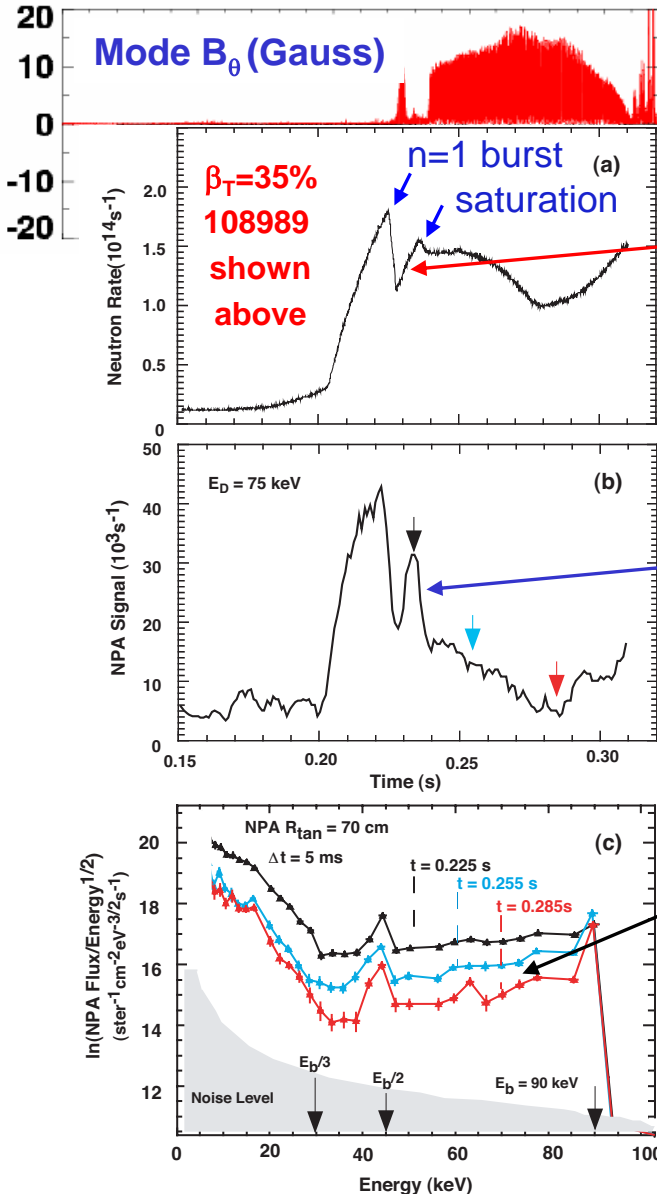 20
Mode Bθ (Gauss)
10
0
-10
-20
(a)
n=1 burst
saturation
βT=35%
108989
shown
above
2.0
1.5
1.0
0.5
0
Neutron Rate(10^14 s^-1)
50
40
30
20
10
0
NPA Signal (10^3 s^-1)
ED = 75 keV
(b)
0.15
0.20
0.25
0.30
Time (s)
(c)
NPA Rtan = 70 cm
Δt = 5 ms
t = 0.225 s
t = 0.255 s
t = 0.285s
20
18
16
14
12
ln(NPA Flux/Energy^1/2)
(ster^-1cm^-2eV^-3/2s^-1)
Eb/3
Eb/2
Eb = 90 keV
Noise Level
0
20
40
60
80
100
Energy (keV)